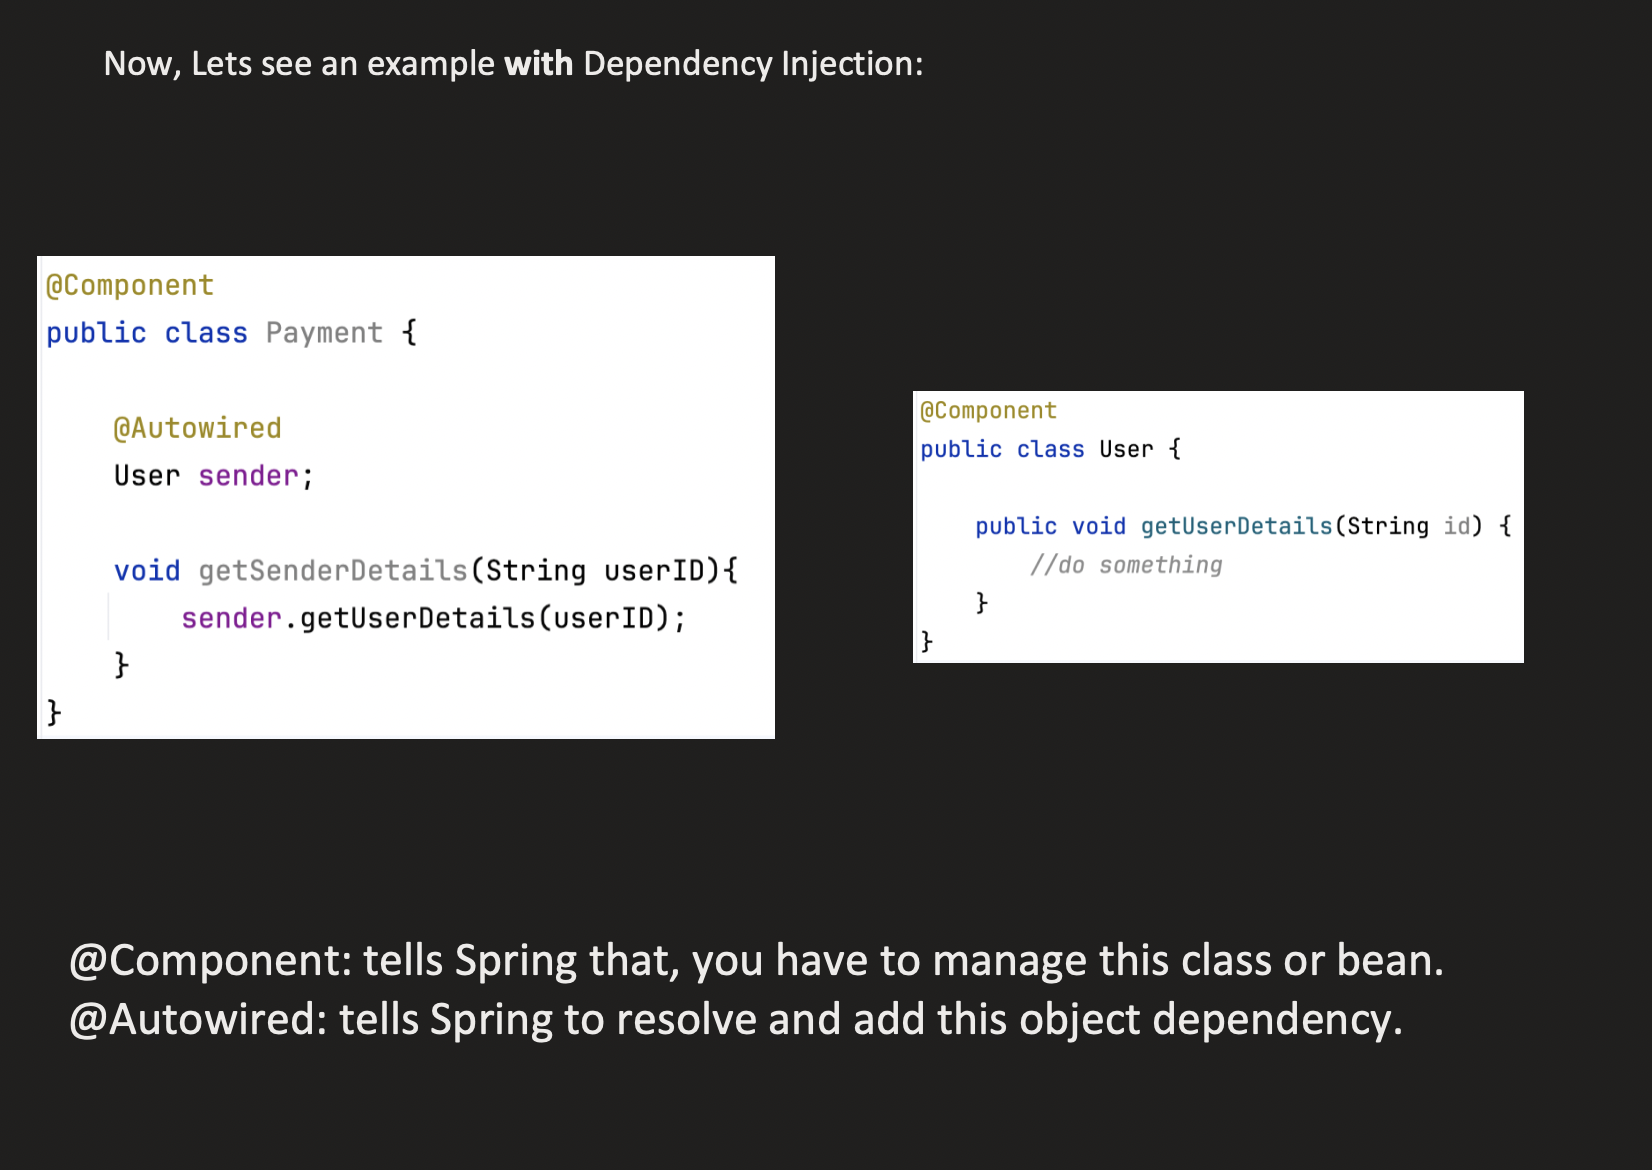 Now, Lets see an example with Dependency Injection:
@Component
public class Payment {
@Autowired
User sender;
void getSenderDetails(String userID){
sender.getUserDetails(userID);
}
}
@Component
public class User {
public void getUserDetails(String id) {
//do something
}
}
@Component: tells Spring that, you have to manage this class or bean.
@Autowired: tells Spring to resolve and add this object dependency.